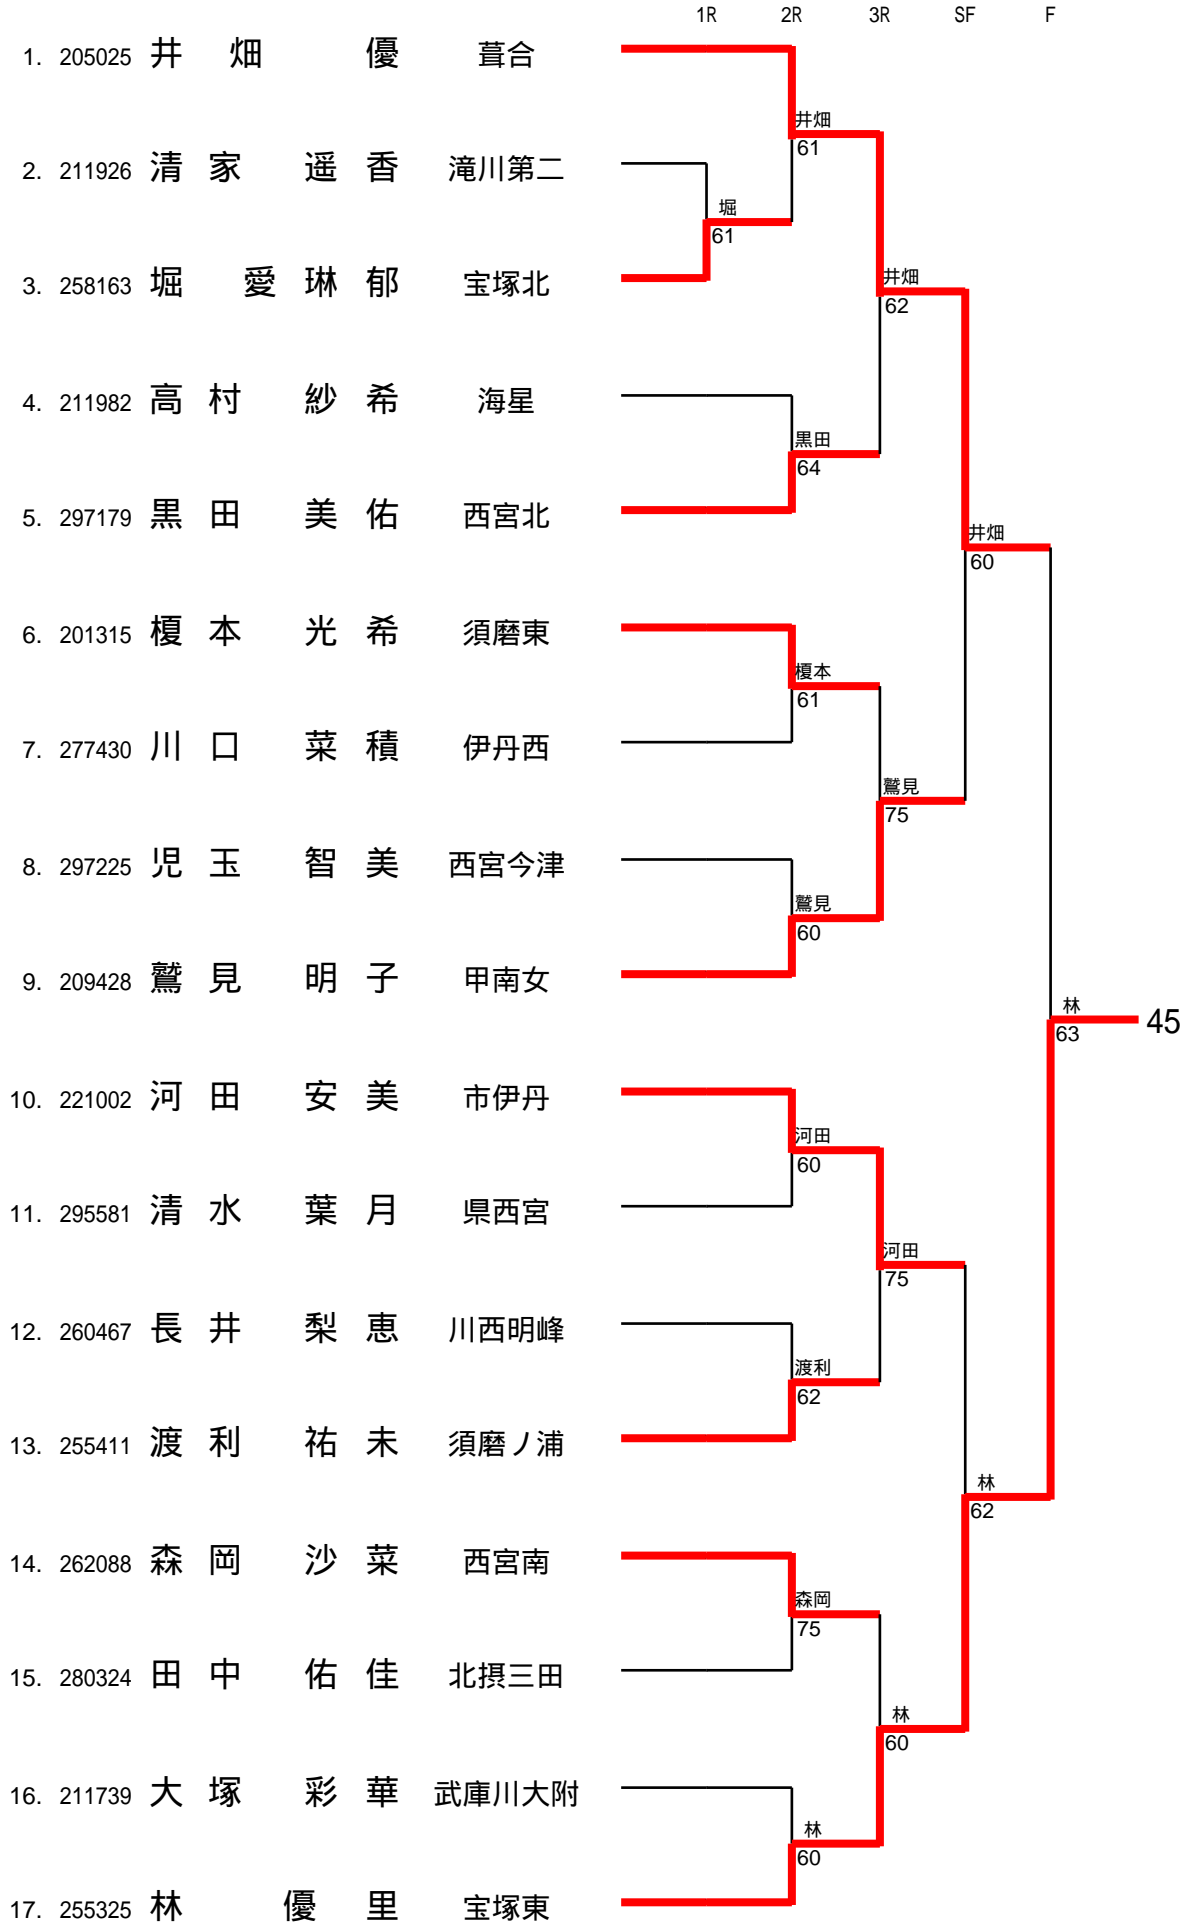 1R 2R 3R SF F
1. 205025 井畑 優 葺合
井畑
61
2. 211926 清家 遥香 滝川第二
堀
61
3. 258163 堀 愛琳郁 宝塚北
井畑
62
4. 211982 高村 紗希 海星
黒田
64
5. 297179 黒田 美佑 西宮北
井畑
60
6. 201315 榎本 光希 須磨東
榎本
61
7. 277430 川口 菜積 伊丹西
鷲見
75
8. 297225 児玉 智美 西宮今津
鷲見
60
9. 209428 鷲見 明子 甲南女
林
63
45
10. 221002 河田 安美 市伊丹
河田
60
11. 295581 清水 葉月 県西宮
河田
75
12. 260467 長井 梨恵 川西明峰
渡利
62
13. 255411 渡利 祐未 須磨ノ浦
林
62
14. 262088 森岡 沙菜 西宮南
森岡
75
15. 280324 田中 佑佳 北摂三田
林
60
16. 211739 大塚 彩華 武庫川大附
林
60
17. 255325 林 優里 宝塚東